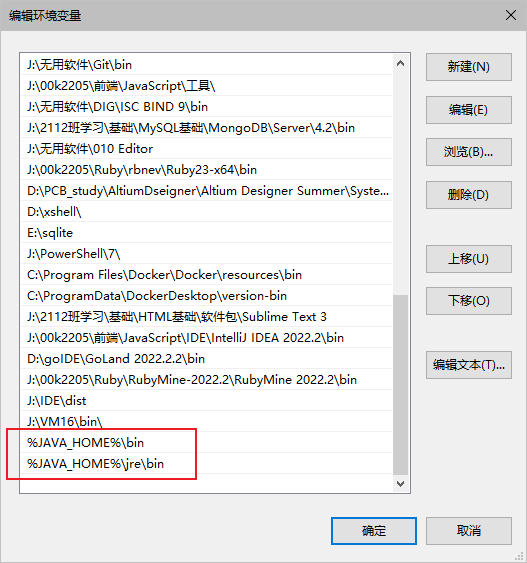 编辑环境变量
J:\无用软件\Git\bin
新建(N)
J:\00k2205\前端\JavaScript\工具\
J:\无用软件\DIG\ISC BIND 9\bin
编辑(E)
J:\2112班学习\基础\MySQL基础\MongoDB\Server\4.2\bin
J:\无用软件\010 Editor
浏览(B)...
J:\00k2205\Ruby\rbnev\Ruby23-x64\bin
D:\PCB_study\AltiumDseigner\Altium Designer Summer\Syste...
删除(D)
D:\xshell\
E:\sqlite
J:\PowerShell\7\
上移(U)
C:\Program Files\Docker\Docker\resources\bin
C:\ProgramData\DockerDesktop\version-bin
下移(O)
J:\2112班学习\基础\HTML基础\软件包\Sublime Text 3
J:\00k2205\前端\JavaScript\IDE\IntelliJ IDEA 2022.2\bin
D:\goIDE\GoLand 2022.2.2\bin
编辑文本(T)...
J:\00k2205\Ruby\RubyMine-2022.2\RubyMine 2022.2\bin
J:\IDE\dist
J:\VM16\bin\
%JAVA_HOME%\bin
%JAVA_HOME%\jre\bin
确定
取消